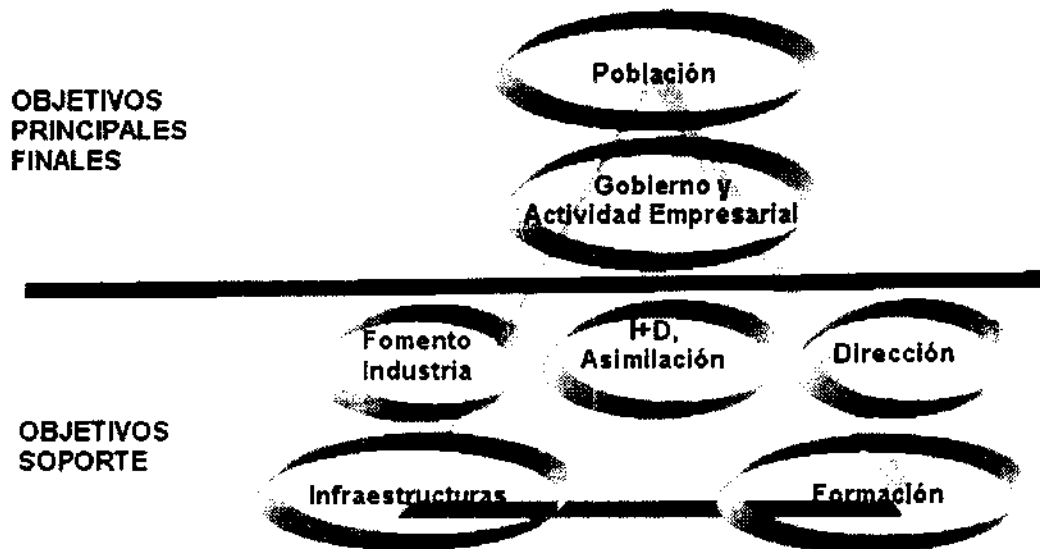 Población
OBJETIVOS
PRINCIPALES
FINALES
Gobierno y
Actividad Empresarial
Fomento
Industria
I+D,
Asimilación
Dirección
OBJETIVOS
SOPORTE
Infraestructuras
Formación